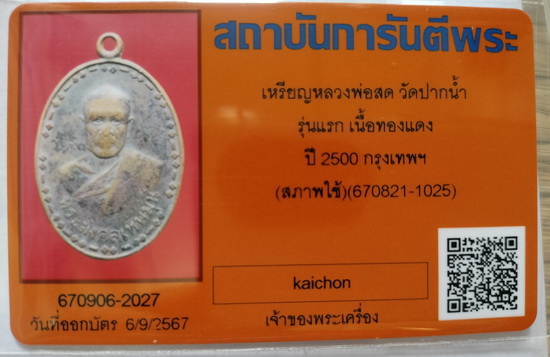 สถาบันการันตีพระ
เหรียญหลวงพ่อสด วัดปากน้ำ
รุ่นแรก เนื้อทองแดง
ปี 2500 กรุงเทพฯ
(สภาพใช้)(670821-1025)
kaichon
เจ้าของพระเครื่อง
670906-2027
วันที่ออกบัตร 6/9/2567